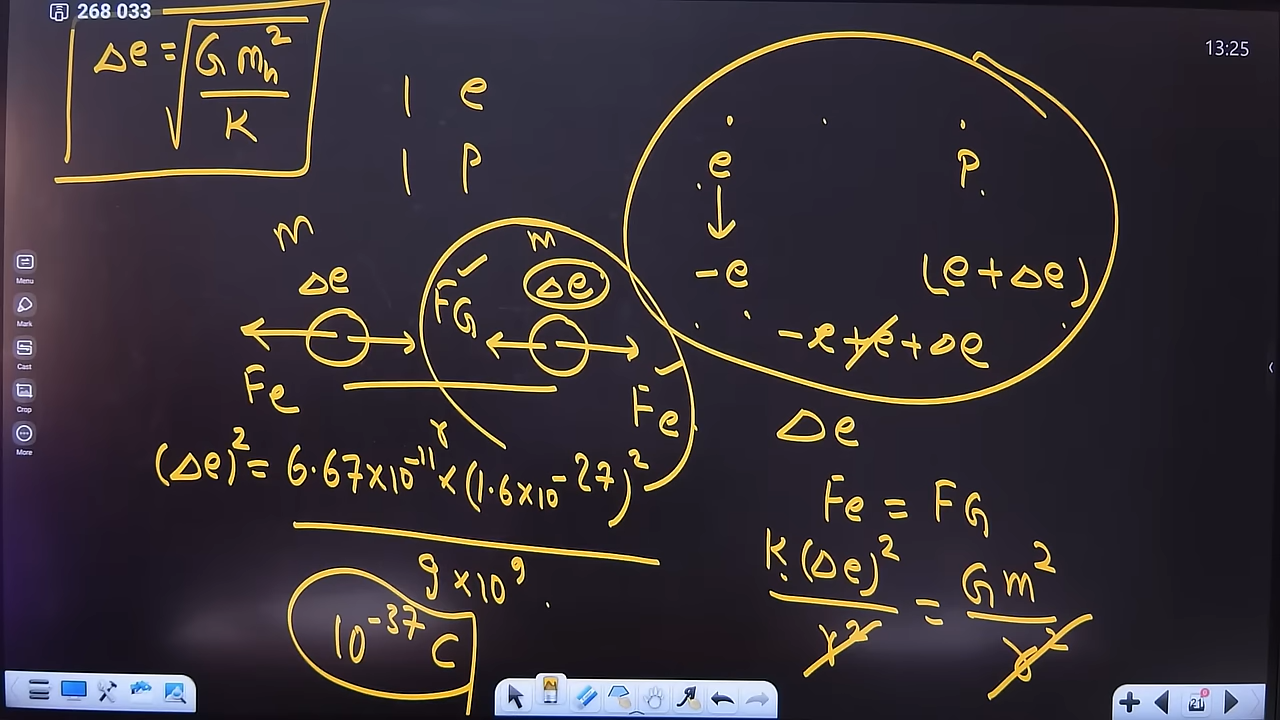 268 033
13:25
Δe = √(G mₙ² / K)
1 e
1 p
e
p
-e
(e + Δe)
-e + e + Δe
m
Δe
Fe
m
Δe
FG
Fe
r
Δe
(Δe)² = 6.67×10⁻¹¹ × (1.6×10⁻²⁷)²
9×10⁹
10⁻³⁷ C
Fe = FG
K(Δe)² / r² = Gm² / r²
Menu
Mark
Cast
Crop
More
21